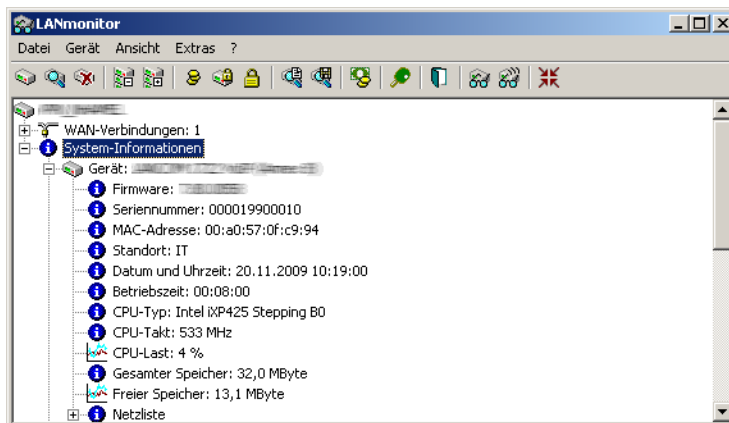 LANmonitor
Datei Gerät Ansicht Extras ?
WAN-Verbindungen: 1
System-Informationen
Gerät:
Firmware:
Seriennummer: 000019900010
MAC-Adresse: 00:a0:57:0f:c9:94
Standort: IT
Datum und Uhrzeit: 20.11.2009 10:19:00
Betriebszeit: 00:08:00
CPU-Typ: Intel iXP425 Stepping B0
CPU-Takt: 533 MHz
CPU-Last: 4 %
Gesamter Speicher: 32,0 MByte
Freier Speicher: 13,1 MByte
Netzliste